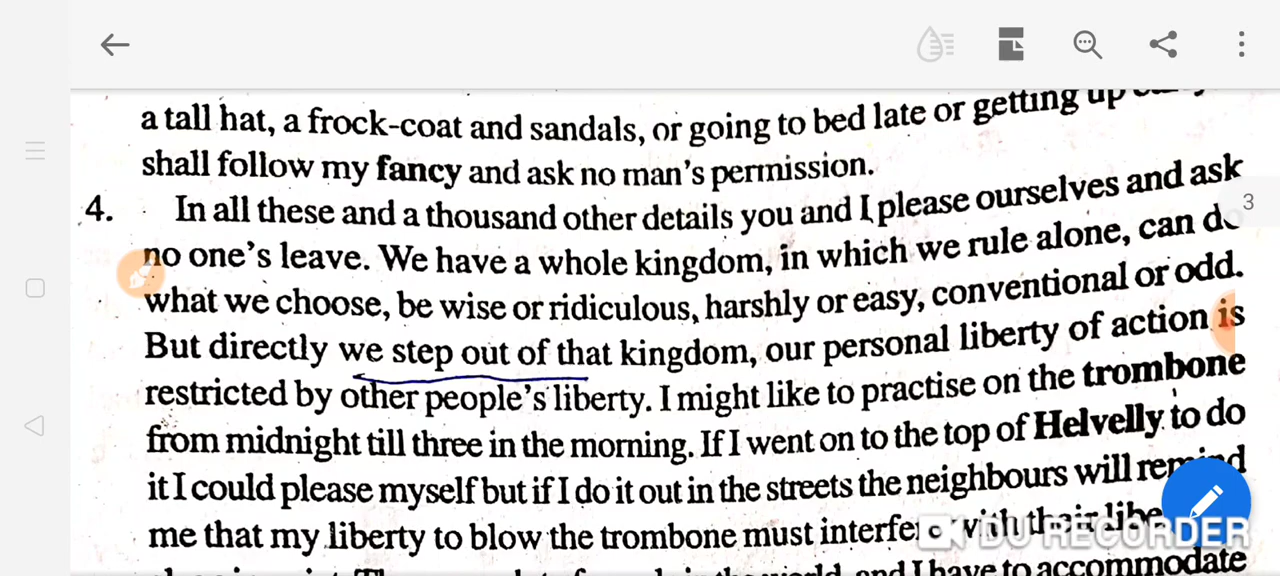 a tall hat, a frock-coat and sandals, or going to bed late or getting up
shall follow my fancy and ask no man's permission.
4. In all these and a thousand other details you and I please ourselves and ask
3
no one's leave. We have a whole kingdom, in which we rule alone, can do
what we choose, be wise or ridiculous, harshly or easy, conventional or odd.
But directly we step out of that kingdom, our personal liberty of action is
restricted by other people's liberty. I might like to practise on the trombone
from midnight till three in the morning. If I went on to the top of Helvelly to do
it I could please myself but if I do it out in the streets the neighbours will remind
me that my liberty to blow the trombone must interfere with their
DU RECORDER
and I have to accommodate